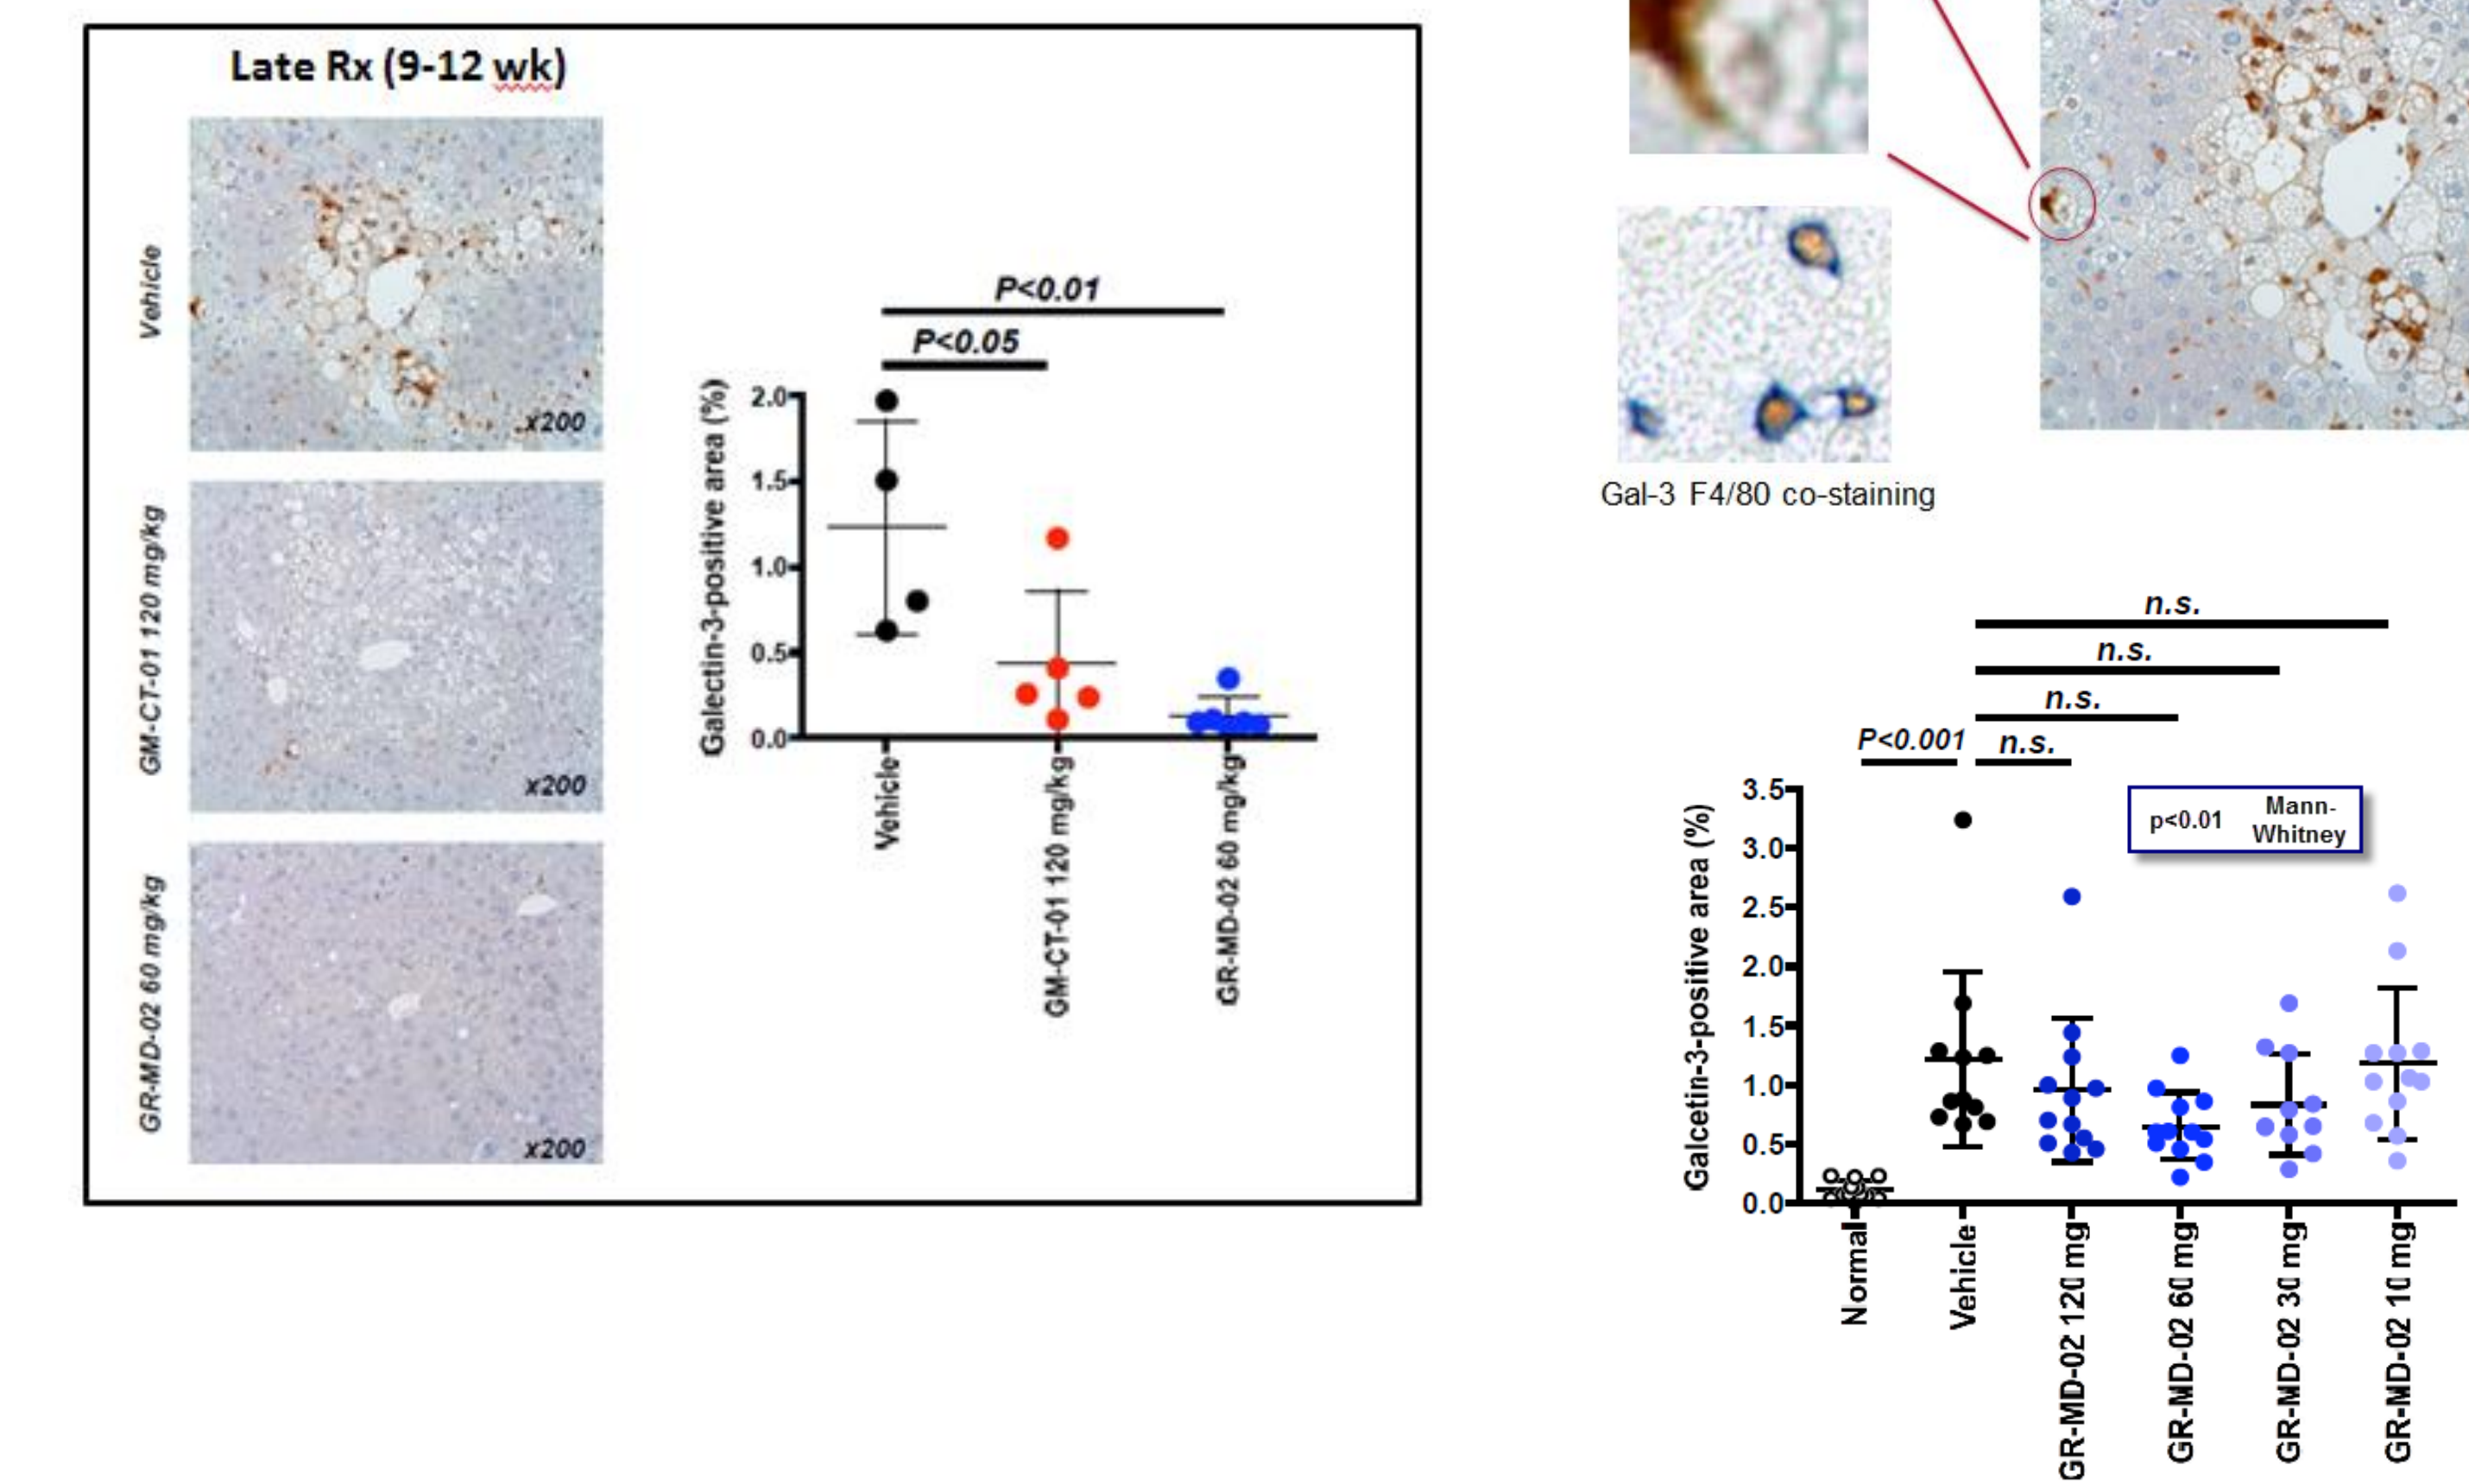 Late Rx (9-12 wk)
Vehicle
x200
GM-CT-01 120 mg/kg
x200
GR-MD-02 60 mg/kg
x200
P<0.01
P<0.05
Galectin-3-positive area (%)
2.0
1.5
1.0
0.5
0.0
Vehicle
GM-CT-01 120 mg/kg
GR-MD-02 60 mg/kg
Gal-3 F4/80 co-staining
n.s.
n.s.
n.s.
P<0.001 n.s.
p<0.01 Mann-
Whitney
Galcetin-3-positive area (%)
3.5
3.0
2.5
2.0
1.5
1.0
0.5
0.0
Normal
Vehicle
GR-MD-02 120 mg
GR-MD-02 60 mg
GR-MD-02 30 mg
GR-MD-02 10 mg